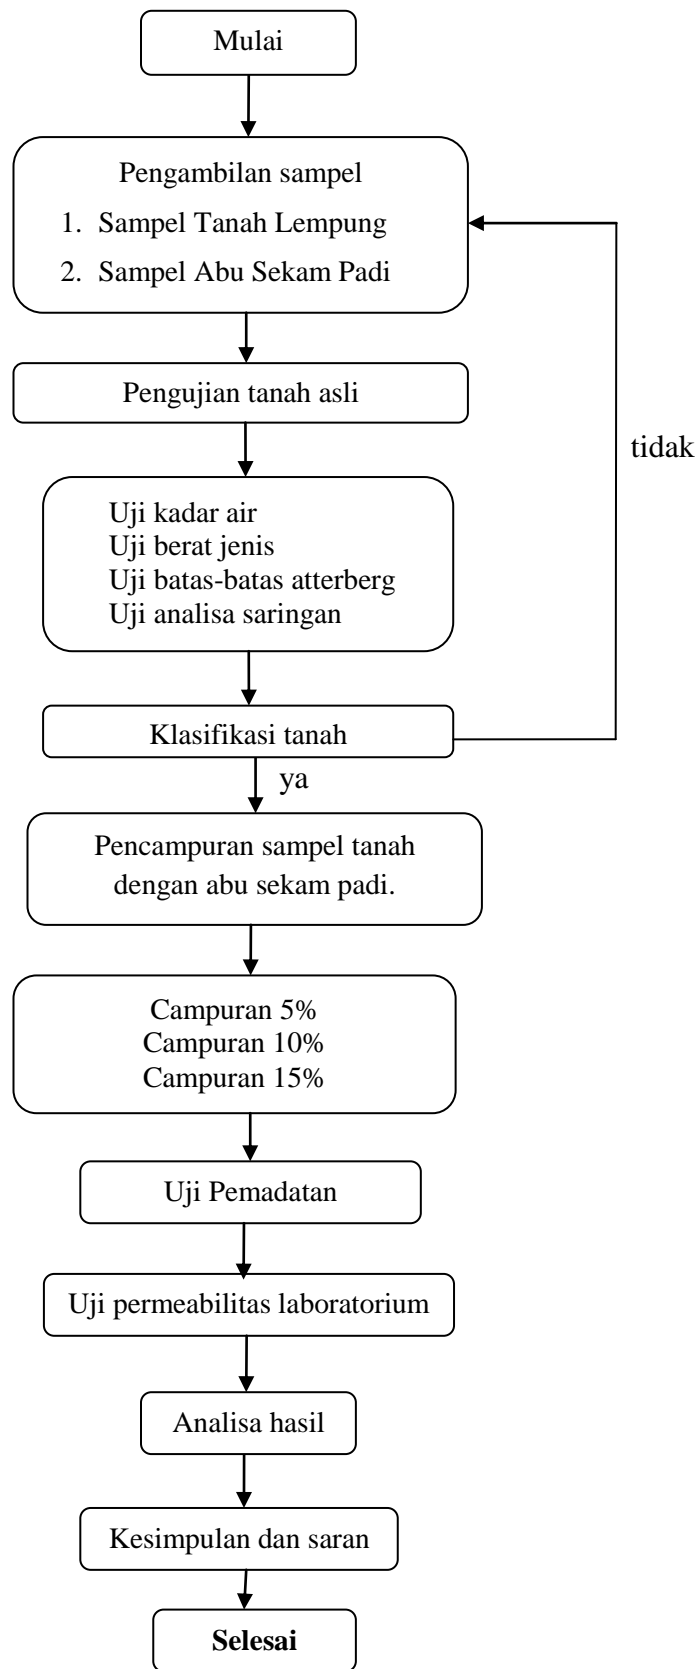 Mulai
Pengambilan sampel
1. Sampel Tanah Lempung
2. Sampel Abu Sekam Padi
Pengujian tanah asli
tidak
Uji kadar air
Uji berat jenis
Uji batas-batas atterberg
Uji analisa saringan
Klasifikasi tanah
ya
Pencampuran sampel tanah
dengan abu sekam padi.
Campuran 5%
Campuran 10%
Campuran 15%
Uji Pemadatan
Uji permeabilitas laboratorium
Analisa hasil
Kesimpulan dan saran
Selesai